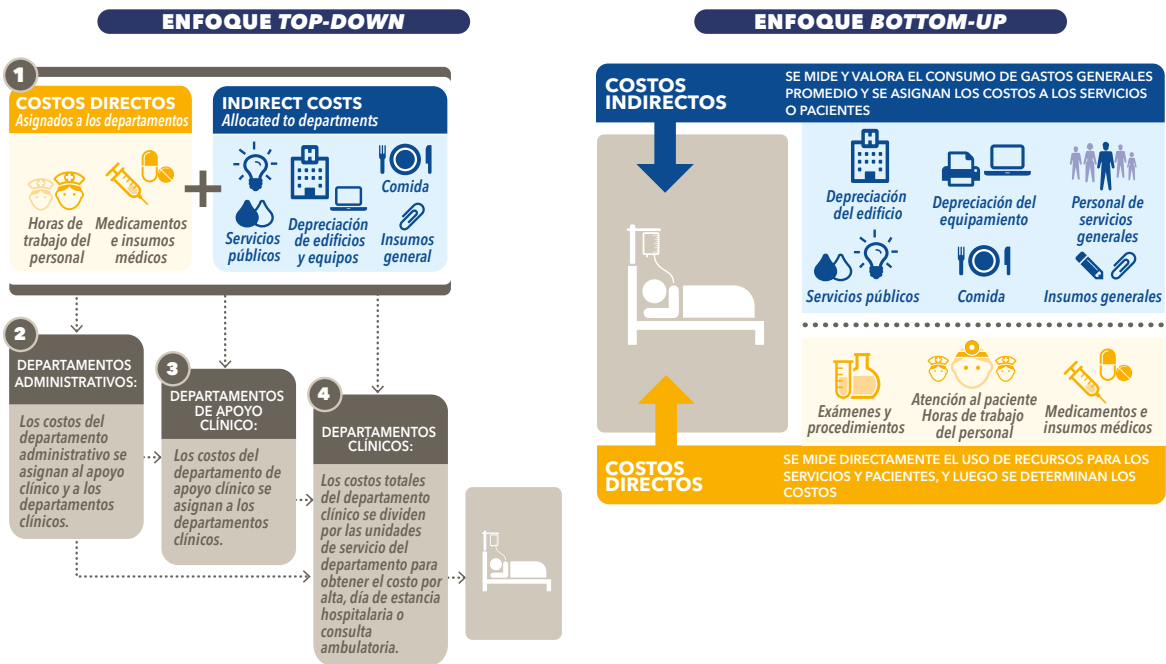 ENFOQUE TOP-DOWN
1
COSTOS DIRECTOS
Asignados a los departamentos
Horas de
trabajo del
personal
Medicamentos
e insumos
médicos
+
INDIRECT COSTS
Allocated to departments
Servicios
públicos
H
Depreciación
de edificios
y equipos
Comida
Insumos
general
2
DEPARTAMENTOS
ADMINISTRATIVOS:
Los costos del
departamento
administrativo se
asignan al apoyo
clínico y a los
departamentos
clínicos.
3
DEPARTAMENTOS
DE APOYO
CLÍNICO:
Los costos del
departamento de
apoyo clínico se
asignan a los
departamentos
clínicos.
4
DEPARTAMENTOS
CLÍNICOS:
Los costos totales
del departamento
clínico se dividen
por las unidades
de servicio del
departamento para
obtener el costo por
alta, día de estancia
hospitalaria o
consulta
ambulatoria.
ENFOQUE BOTTOM-UP
COSTOS
INDIRECTOS
SE MIDE Y VALORA EL CONSUMO DE GASTOS GENERALES
PROMEDIO Y SE ASIGNAN LOS COSTOS A LOS SERVICIOS
O PACIENTES
H
Depreciación
del edificio
Depreciación del
equipamiento
Personal de
servicios
generales
Servicios públicos
Comida
Insumos generales
Exámenes y
procedimientos
Atención al paciente
Horas de trabajo
del personal
Medicamentos e
insumos médicos
COSTOS
DIRECTOS
SE MIDE DIRECTAMENTE EL USO DE RECURSOS PARA LOS
SERVICIOS Y PACIENTES, Y LUEGO SE DETERMINAN LOS
COSTOS